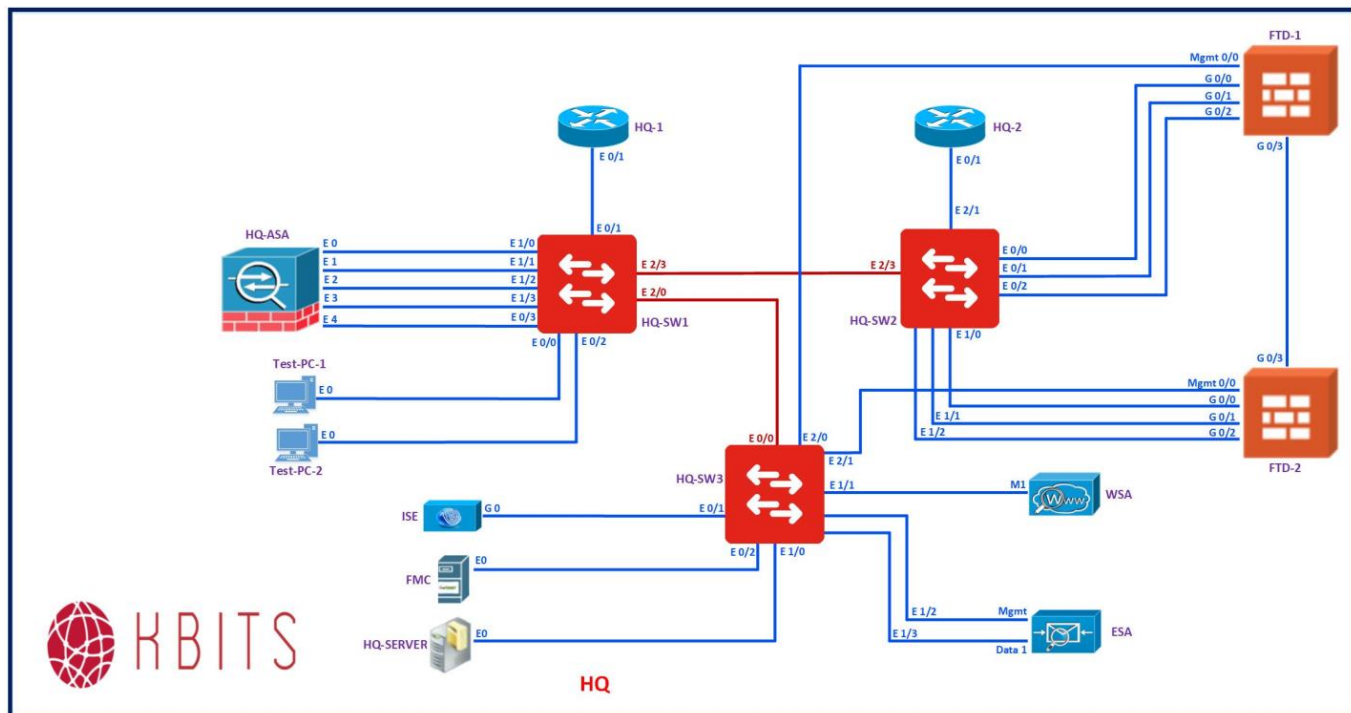 FTD-1
Mgmt 0/0
G 0/0
G 0/1
G 0/2
G 0/3
HQ-1
E 0/1
HQ-2
E 0/1
E 2/1
E 0/1
HQ-ASA
E 0
E 1
E 2
E 3
E 4
E 1/0
E 1/1
E 1/2
E 1/3
E 0/3
E 0/0
E 0/2
HQ-SW1
E 2/3
E 2/0
E 2/3
HQ-SW2
E 0/0
E 0/1
E 0/2
E 1/0
E 1/1
E 1/2
G 0/3
Mgmt 0/0
G 0/0
G 0/1
G 0/2
FTD-2
Test-PC-1
E 0
E 0
Test-PC-2
E 0/0
E 2/0
E 2/1
HQ-SW3
E 1/1
M1
Www
WSA
ISE
G 0
E 0/1
E 0/2
E 1/0
FMC
E0
HQ-SERVER
E0
E 1/2
Mgmt
E 1/3
Data 1
ESA
KBITS
HQ